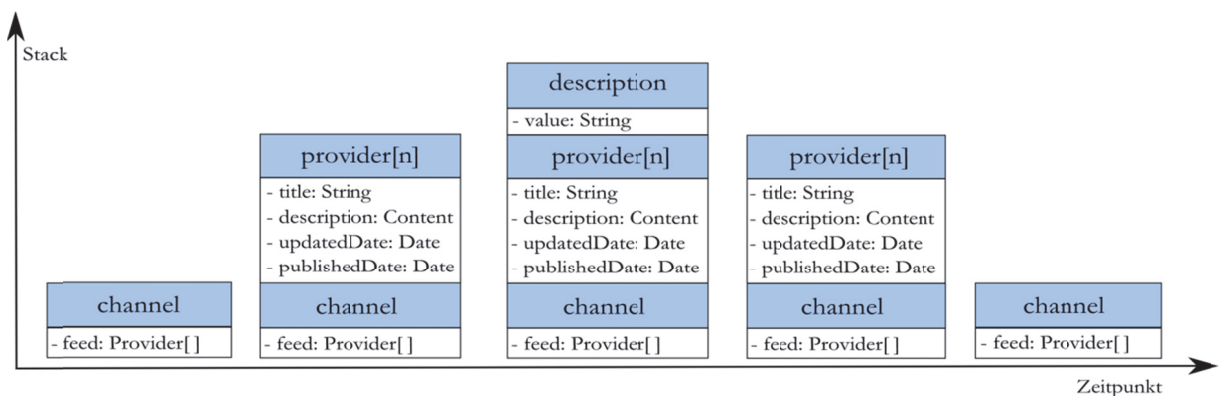 Stack
channel
- feed: Provider[ ]
provider[n]
- title: String
- description: Content
- updatedDate: Date
- publishedDate: Date
channel
- feed: Provider[ ]
description
- value: String
provider[n]
- title: String
- description: Content
- updatedDate: Date
- publishedDate: Date
channel
- feed: Provider[ ]
provider[n]
- title: String
- description: Content
- updatedDate: Date
- publishedDate: Date
channel
- feed: Provider[ ]
channel
- feed: Provider[ ]
Zeitpunkt